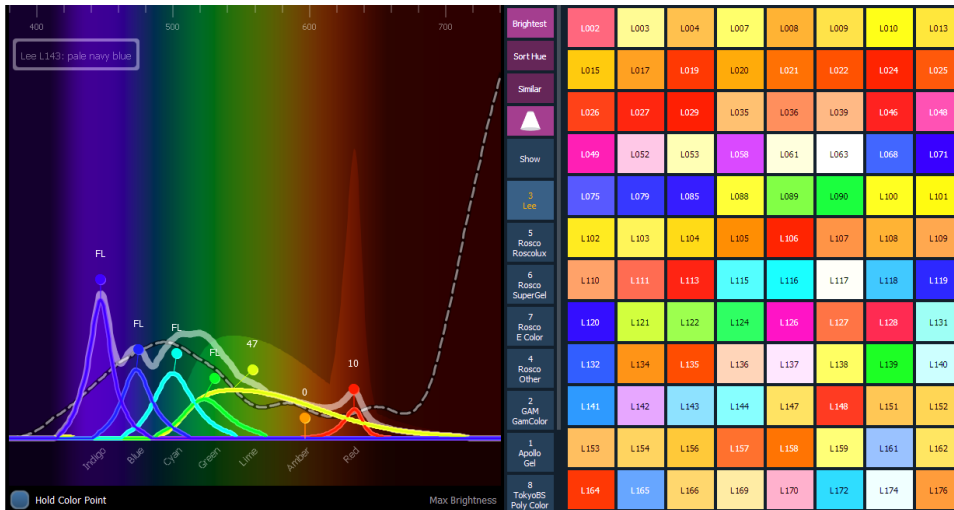 400 500 600 700
Lee L143: pale navy blue
FL
FL
FL
FL
47
0
10
Indigo
Blue
Cyan
Green
Lime
Amber
Red
Hold Color Point
Max Brightness
Brightest
Sort Hue
Similar
Show
3
Lee
5
Rosco
Roscolux
6
Rosco
SuperGel
7
Rosco
E Color
4
Rosco
Other
2
GAM
GamColor
1
Apollo
Gel
8
TokyoBS
Poly Color
L002 L003 L004 L007 L008 L009 L010 L013
L015 L017 L019 L020 L021 L022 L024 L025
L026 L027 L029 L035 L036 L039 L046 L048
L049 L052 L053 L058 L061 L063 L068 L071
L075 L079 L085 L088 L089 L090 L100 L101
L102 L103 L104 L105 L106 L107 L108 L109
L110 L111 L113 L115 L116 L117 L118 L119
L120 L121 L122 L124 L126 L127 L128 L131
L132 L134 L135 L136 L137 L138 L139 L140
L141 L142 L143 L144 L147 L148 L151 L152
L153 L154 L156 L157 L158 L159 L161 L162
L164 L165 L166 L169 L170 L172 L174 L176